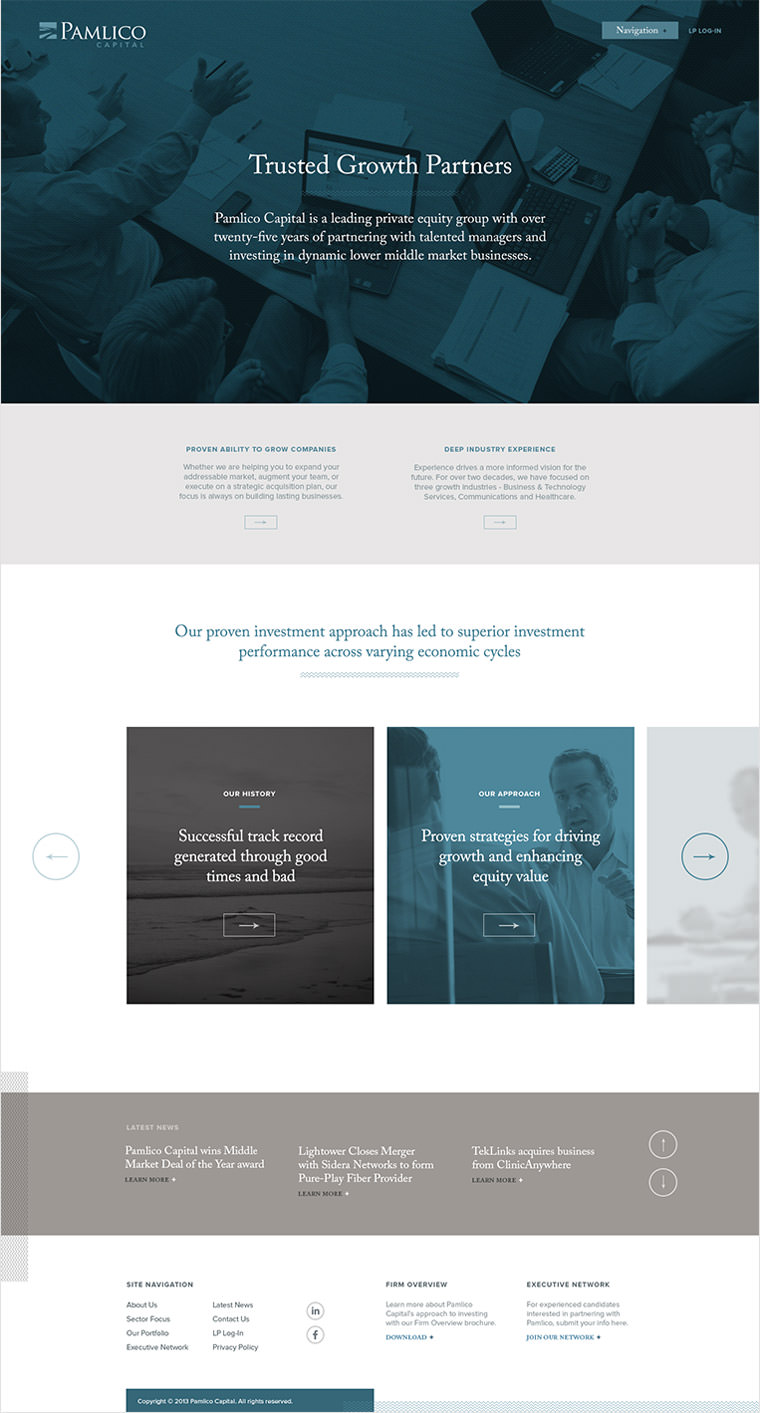 PAMLICO
CAPITAL
Navigation +
LP LOG-IN
Trusted Growth Partners
Pamlico Capital is a leading private equity group with over
twenty-five years of partnering with talented managers and
investing in dynamic lower middle market businesses.
PROVEN ABILITY TO GROW COMPANIES
Whether we are helping you to expand your
addressable market, augment your team, or
execute on a strategic acquisition plan, our
focus is always on building lasting businesses.
DEEP INDUSTRY EXPERIENCE
Experience drives a more informed vision for the
future. For over two decades, we have focused on
three growth industries - Business & Technology
Services, Communications and Healthcare.
Our proven investment approach has led to superior investment
performance across varying economic cycles
OUR HISTORY
Successful track record
generated through good
times and bad
OUR APPROACH
Proven strategies for driving
growth and enhancing
equity value
LATEST NEWS
Pamlico Capital wins Middle
Market Deal of the Year award
LEARN MORE +
Lightower Closes Merger
with Sidera Networks to form
Pure-Play Fiber Provider
LEARN MORE +
TekLinks acquires business
from ClinicAnywhere
LEARN MORE +
SITE NAVIGATION
About Us
Sector Focus
Our Portfolio
Executive Network
Latest News
Contact Us
LP Log-In
Privacy Policy
in
f
FIRM OVERVIEW
Learn more about Pamlico
Capital's approach to investing
with our Firm Overview brochure.
DOWNLOAD +
EXECUTIVE NETWORK
For experienced candidates
interested in partnering with
Pamlico, submit your info here.
JOIN OUR NETWORK +
Copyright © 2013 Pamlico Capital. All rights reserved.